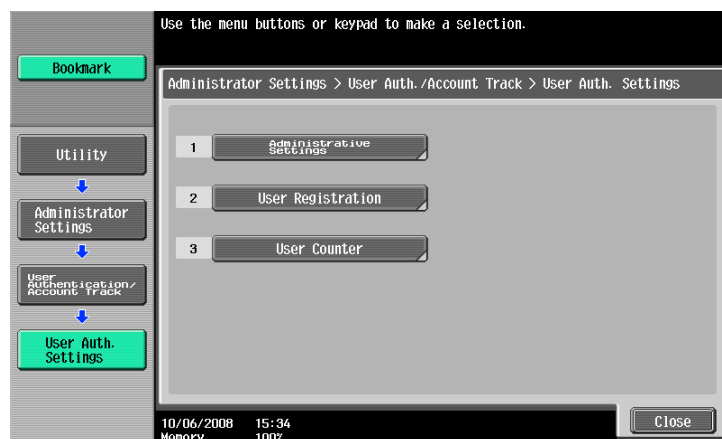 Use the menu buttons or keypad to make a selection.
Bookmark
Administrator Settings > User Auth./Account Track > User Auth. Settings
Utility
Administrator
Settings
User
Authentication/
Account Track
User Auth.
Settings
1 Administrative
Settings
2 User Registration
3 User Counter
10/06/2008 15:34
Memory 100%
Close